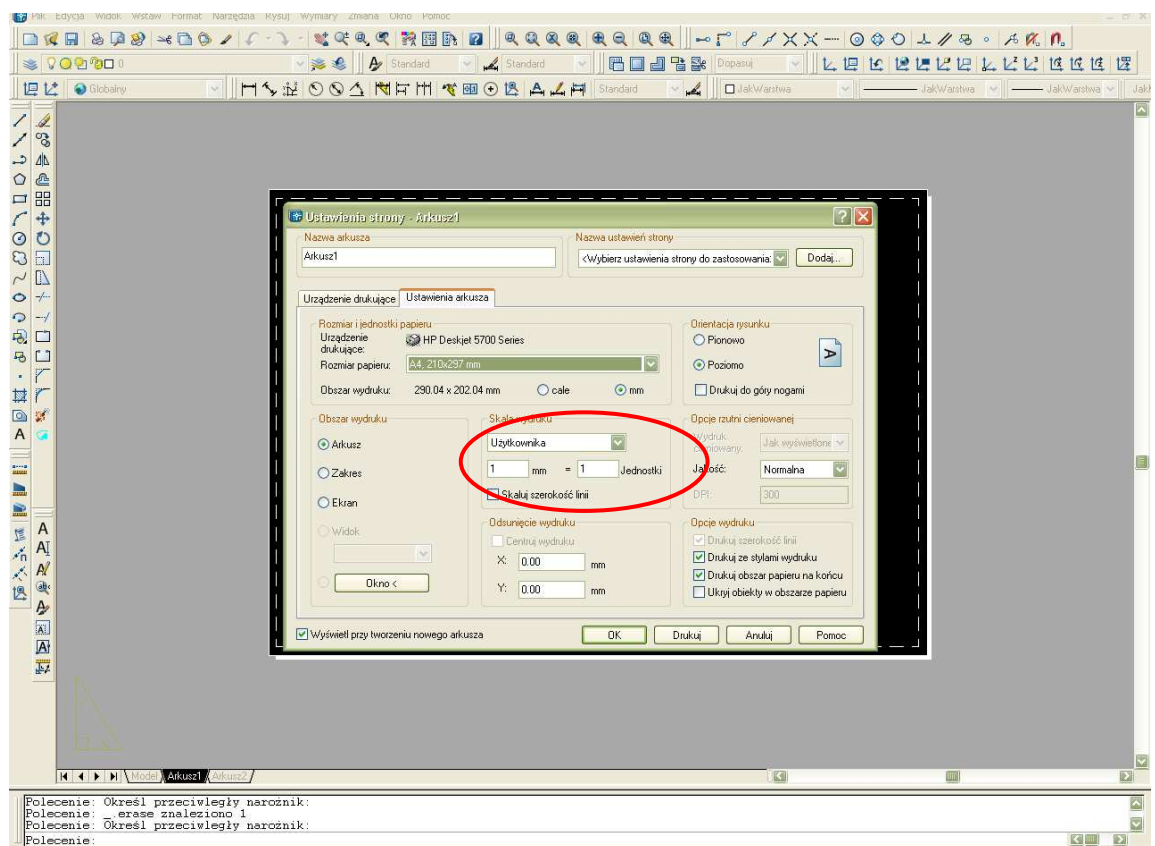 Plik Edycja Widok Wstaw Format Narzędzia Rysuj Wymiary Zmiana Okno Pomoc
0 Standard Standard Dopasuj
Globalny Standard JakWarstwa JakWarstwa JakWarstwa
Ustawienia strony - Arkusz1
Nazwa arkusza
Arkusz1
Nazwa ustawień strony
<Wybierz ustawienia strony do zastosowania:
Dodaj...
Urządzenie drukujące Ustawienia arkusza
Rozmiar i jednostki papieru
Urządzenie drukujące: HP Deskjet 5700 Series
Rozmiar papieru: A4, 210x297 mm
Obszar wydruku: 290.04 x 202.04 mm cale mm
Orientacja rysunku
Pionowo
Poziomo
Drukuj do góry nogami
A
Obszar wydruku
Arkusz
Zakres
Ekran
Widok
Okno <
Skala wydruku
Użytkownika
1 mm = 1 Jednostki
Skaluj szerokość linii
Opcje rzutni cieniowanej
Wydruk cieniowany: Jak wyświetlone
Jakość: Normalna
DPI: 300
Odsunięcie wydruku
Centruj wydruku
X: 0.00 mm
Y: 0.00 mm
Opcje wydruku
Drukuj szerokość linii
Drukuj ze stylami wydruku
Drukuj obszar papieru na końcu
Ukryj obiekty w obszarze papieru
Wyświetl przy tworzeniu nowego arkusza
OK Drukuj Anuluj Pomoc
Model Arkusz1 Arkusz2
Polecenie: Określ przeciwległy narożnik:
Polecenie: _.erase znaleziono 1
Polecenie: Określ przeciwległy narożnik:
Polecenie: